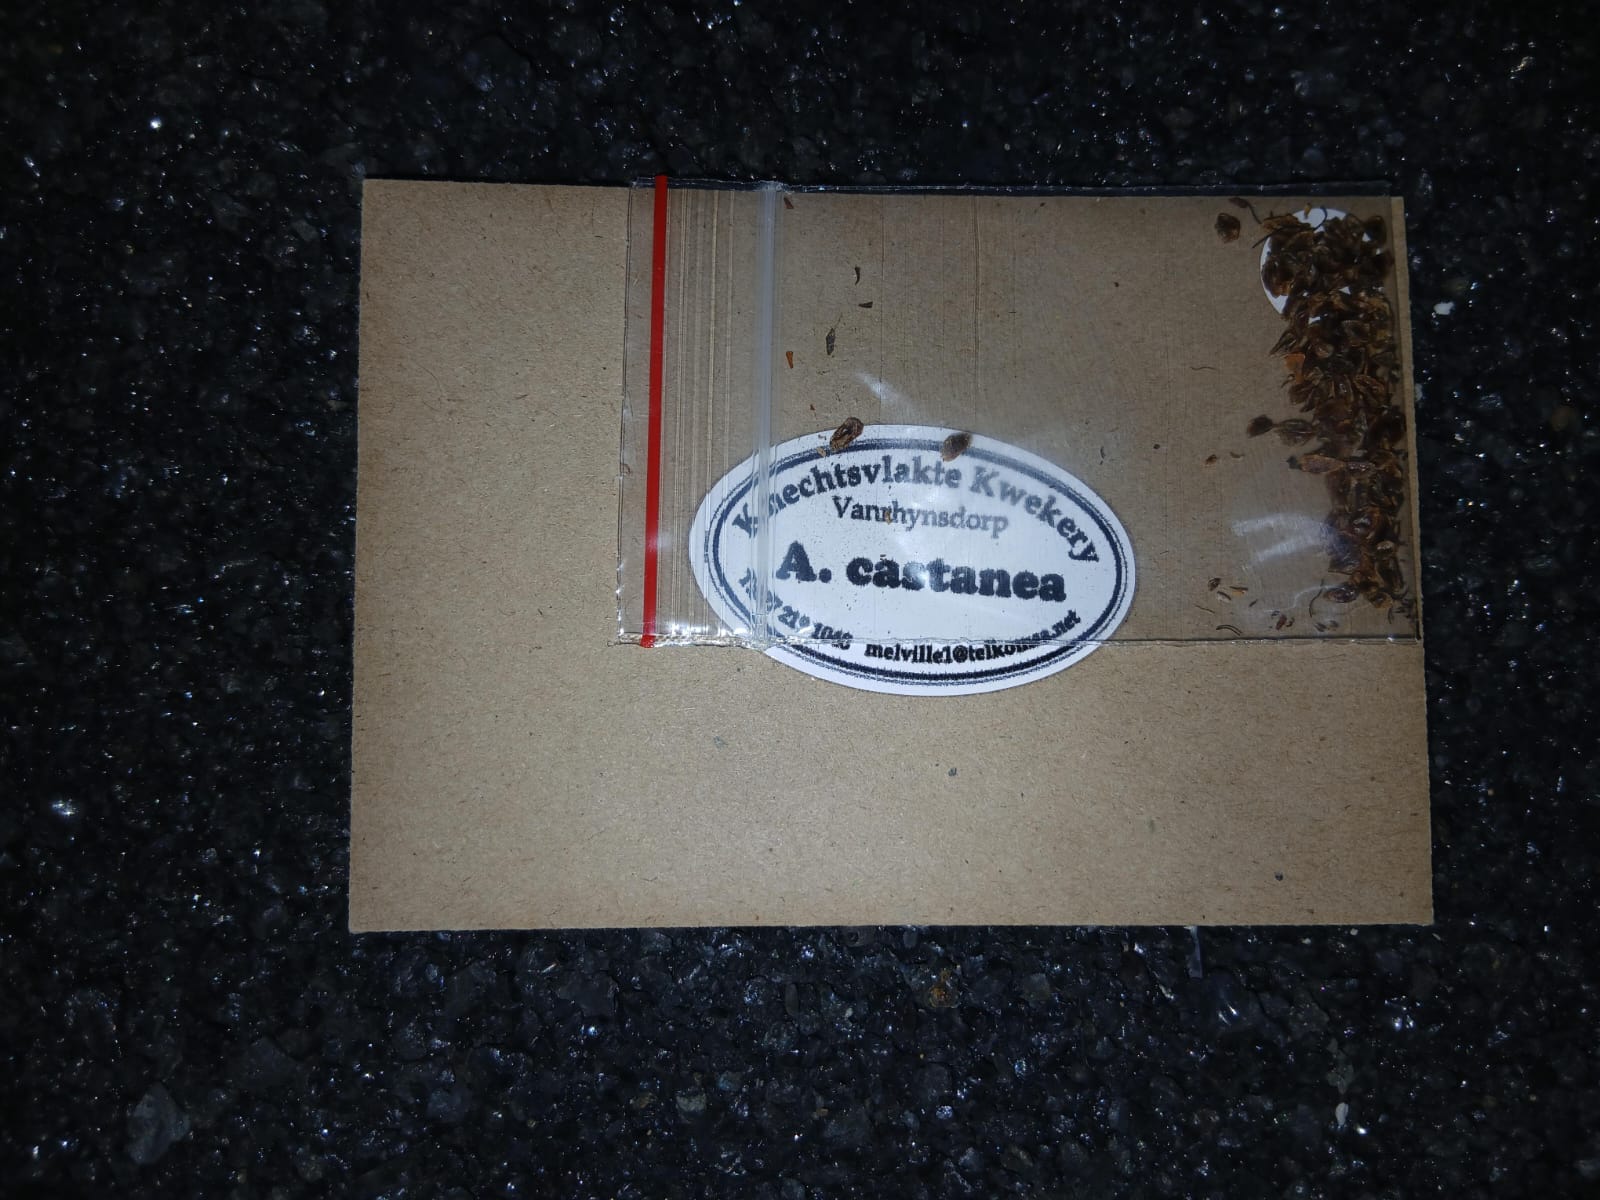 Knechtsvlakte Kwekery
Vanrhynsdorp
A. castanea
melville1@telkomsa.net